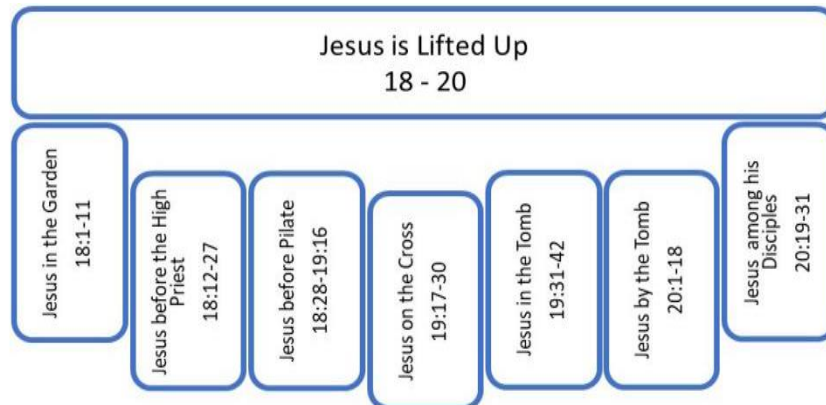 Jesus is Lifted Up
18 - 20
Jesus in the Garden
18:1-11
Jesus before the High
Priest
18:12-27
Jesus before Pilate
18:28-19:16
Jesus on the Cross
19:17-30
Jesus in the Tomb
19:31-42
Jesus by the Tomb
20:1-18
Jesus among his
Disciples
20:19-31